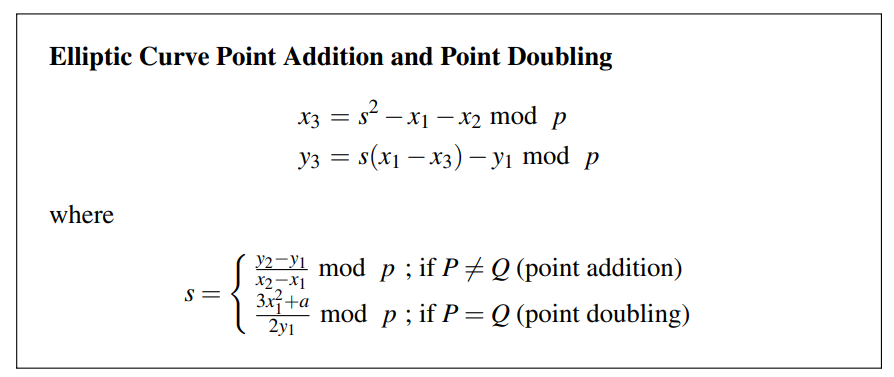 Elliptic Curve Point Addition and Point Doubling
x₃ = s² − x₁ − x₂ mod p
y₃ = s(x₁ − x₃) − y₁ mod p
where
s = { (y₂−y₁)/(x₂−x₁) mod p ; if P ≠ Q (point addition)
(3x₁²+a)/(2y₁) mod p ; if P = Q (point doubling)